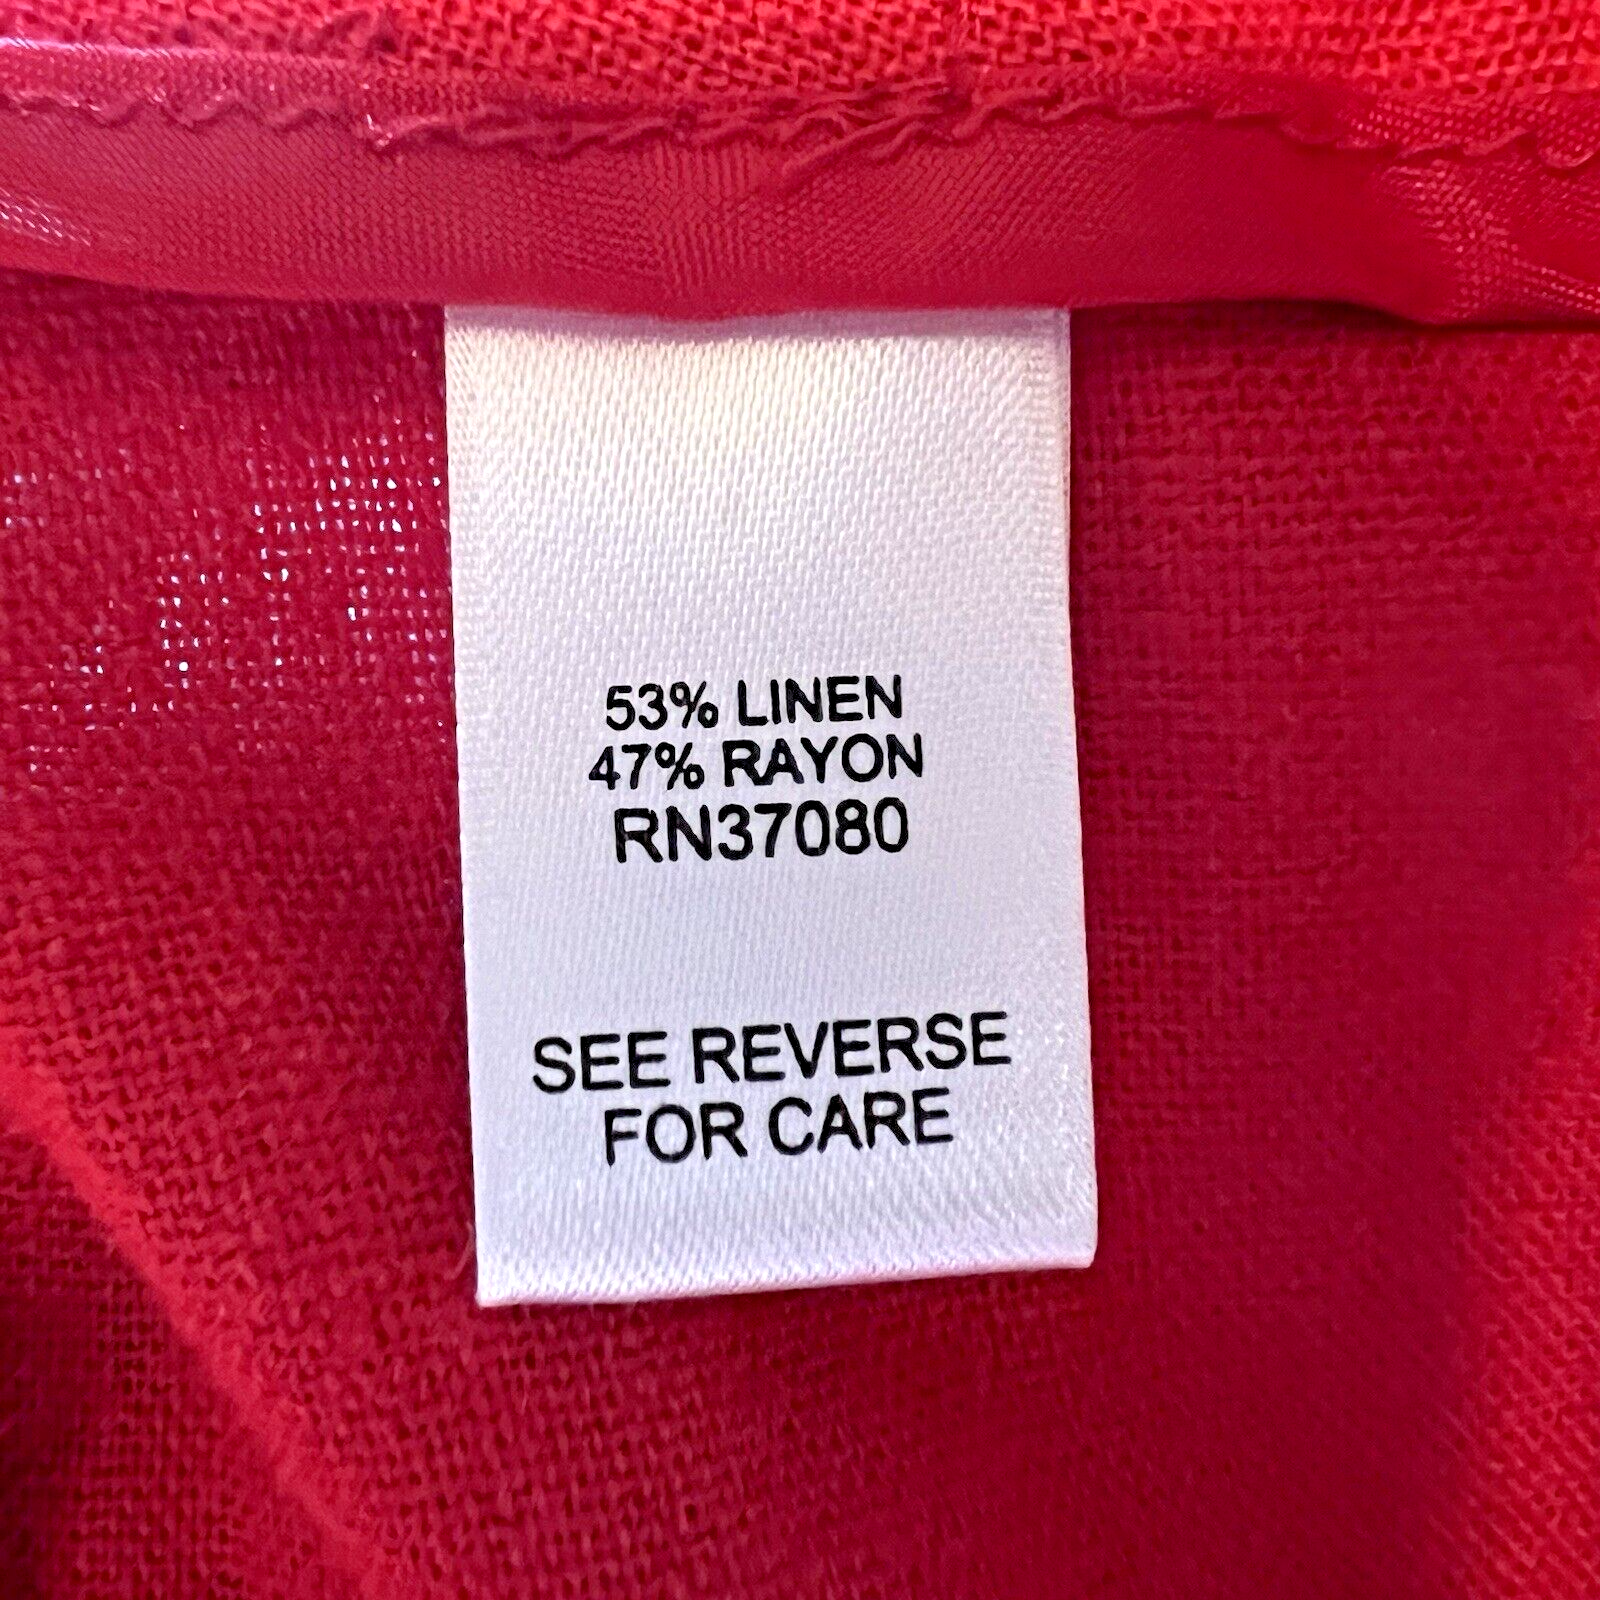 53% LINEN
47% RAYON
RN37080
SEE REVERSE
FOR CARE